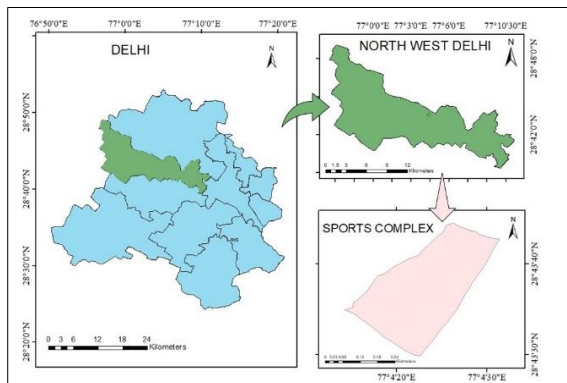 76°50'0"E 77°0'0"E 77°10'0"E 77°20'0"E
DELHI
N
28°50'0"N
28°40'0"N
28°30'0"N
28°20'0"N
0 3 6 12 18 24
Kilometers
77°0'0"E 77°3'0"E 77°6'0"E 77°10'30"E
NORTH WEST DELHI
N
28°48'0"N
28°42'0"N
0 1.5 3 6 9 12
Kilometers
SPORTS COMPLEX
N
28°43'40"N
28°43'30"N
Kilometers
77°4'20"E 77°4'30"E